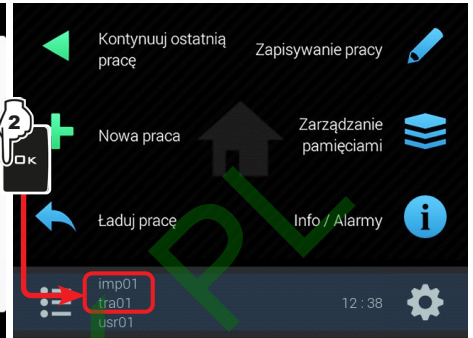 Kontynuuj ostatnią
pracę
Zapisywanie pracy
2
Nowa praca
Zarządzanie
pamięciami
OK
Ładuj pracę
Info / Alarmy
i
imp01
tra01
usr01
12:38
PL